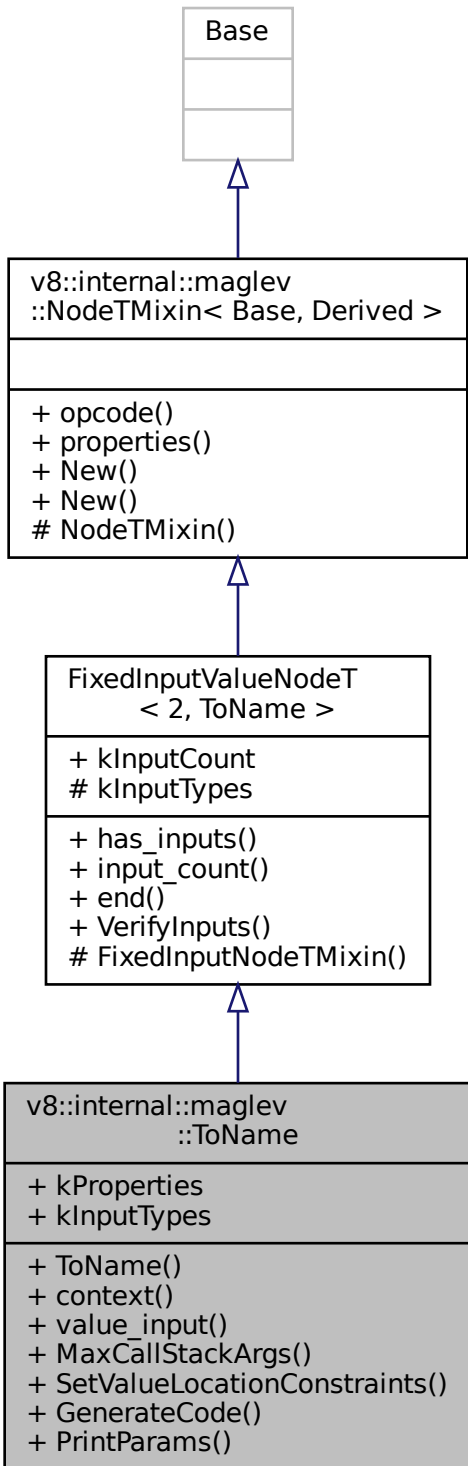 Base
v8::internal::maglev
::NodeTMixin< Base, Derived >
+ opcode()
+ properties()
+ New()
+ New()
# NodeTMixin()
FixedInputValueNodeT
< 2, ToName >
+ kInputCount
# kInputTypes
+ has_inputs()
+ input_count()
+ end()
+ VerifyInputs()
# FixedInputNodeTMixin()
v8::internal::maglev
::ToName
+ kProperties
+ kInputTypes
+ ToName()
+ context()
+ value_input()
+ MaxCallStackArgs()
+ SetValueLocationConstraints()
+ GenerateCode()
+ PrintParams()